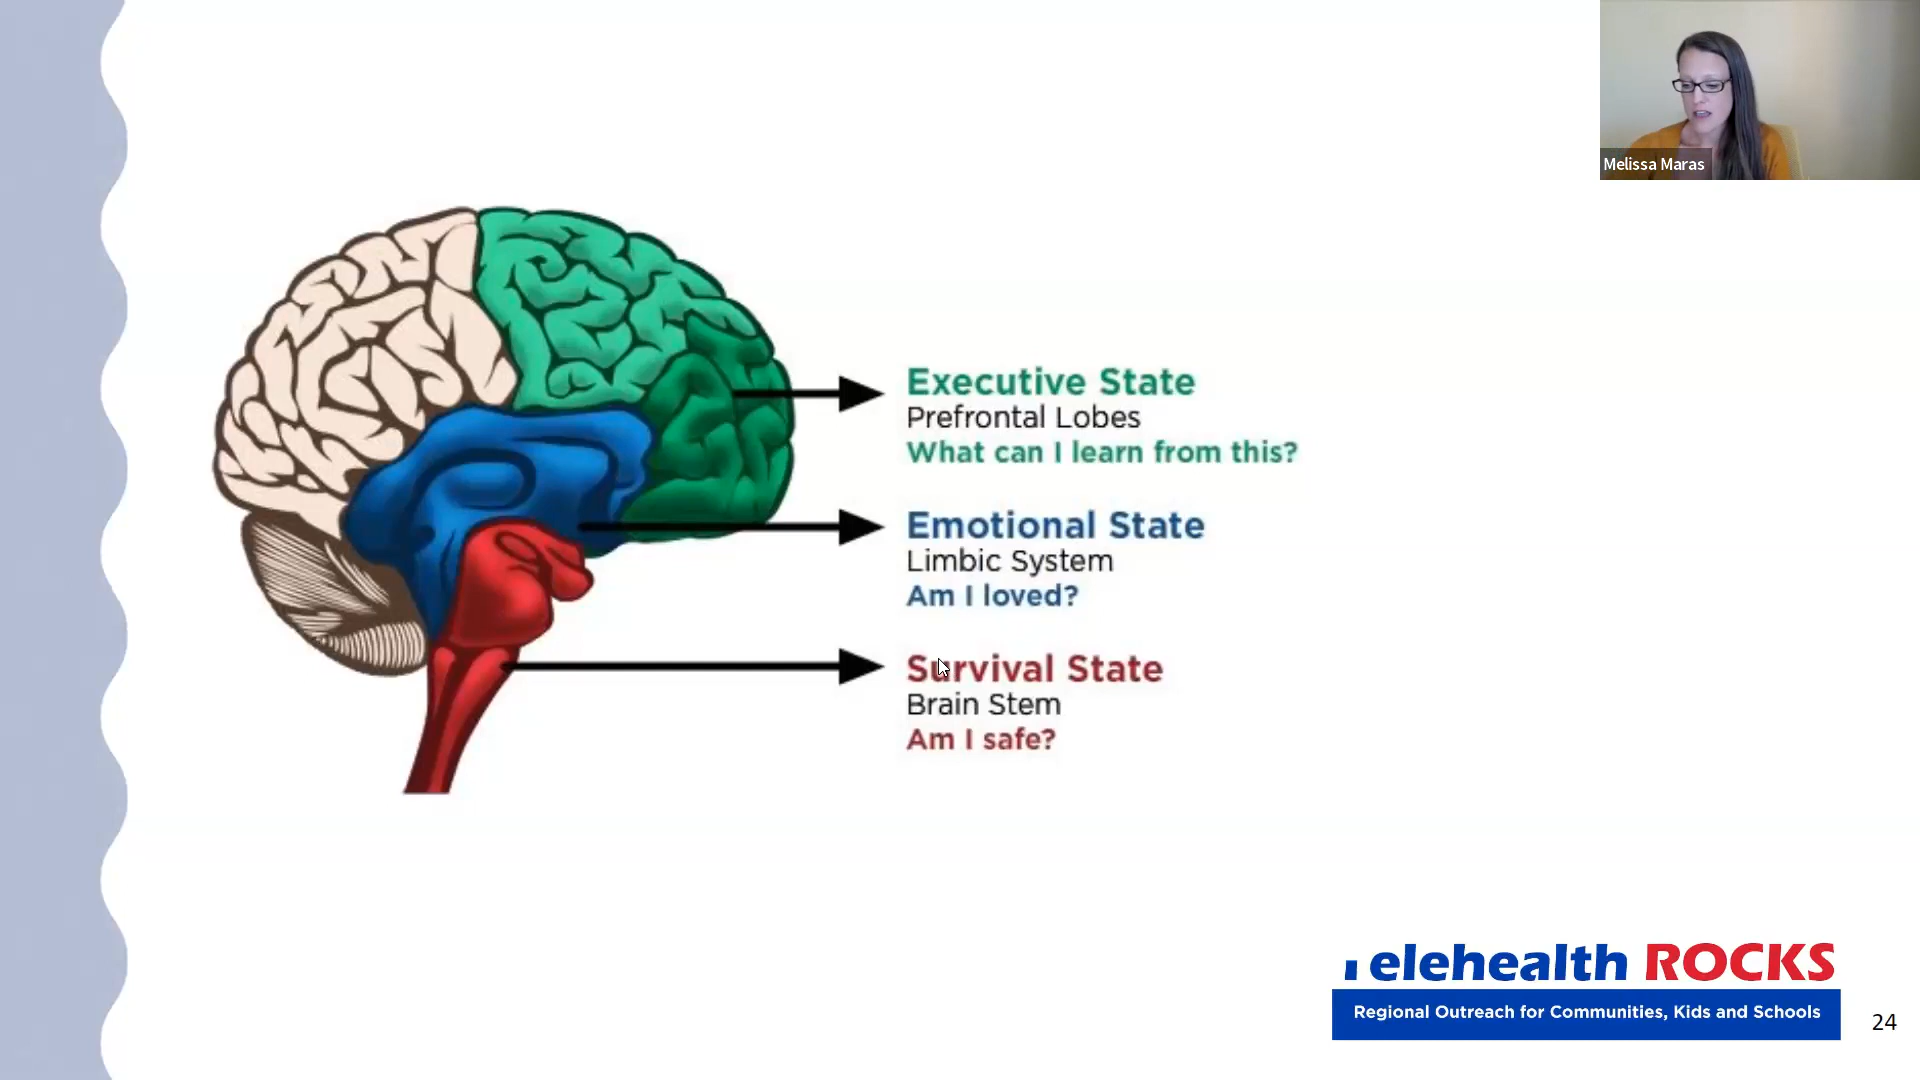 Melissa Maras
Executive State
Prefrontal Lobes
What can I learn from this?
Emotional State
Limbic System
Am I loved?
Survival State
Brain Stem
Am I safe?
elehealth ROCKS
Regional Outreach for Communities, Kids and Schools
24